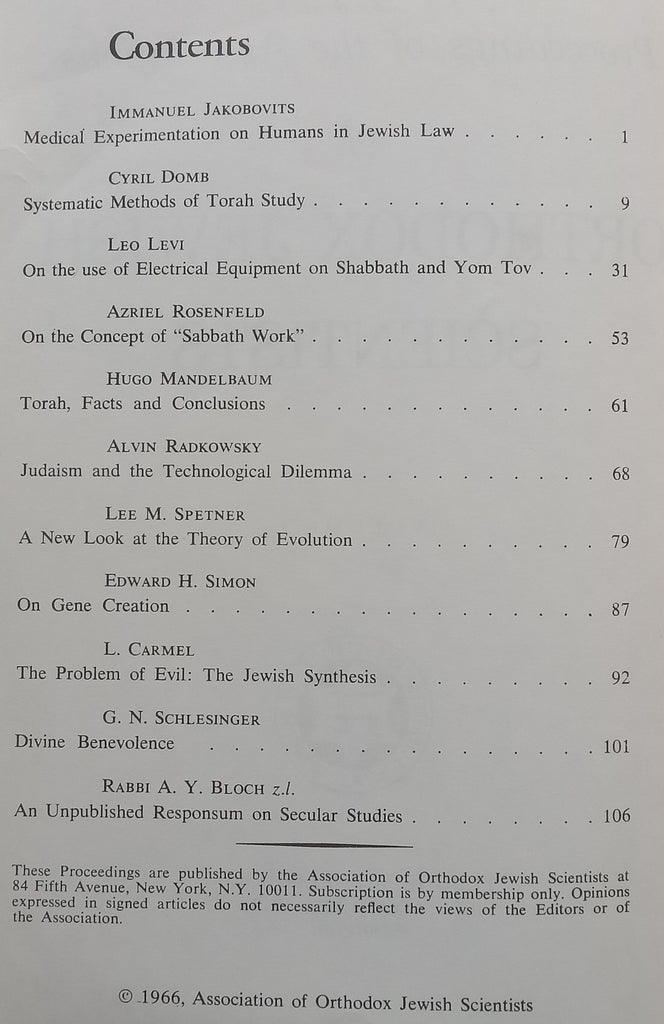 Contents
IMMANUEL JAKOBOVITS
Medical Experimentation on Humans in Jewish Law . . . . . . 1
CYRIL DOMB
Systematic Methods of Torah Study . . . . . . . . . . . . 9
LEO LEVI
On the use of Electrical Equipment on Shabbath and Yom Tov . . . 31
AZRIEL ROSENFELD
On the Concept of “Sabbath Work” . . . . . . . . . . . . 53
HUGO MANDELBAUM
Torah, Facts and Conclusions . . . . . . . . . . . . . 61
ALVIN RADKOWSKY
Judaism and the Technological Dilemma . . . . . . . . . . 68
LEE M. SPETNER
A New Look at the Theory of Evolution . . . . . . . . . . 79
EDWARD H. SIMON
On Gene Creation . . . . . . . . . . . . . . . . . 87
L. CARMEL
The Problem of Evil: The Jewish Synthesis . . . . . . . . . 92
G. N. SCHLESINGER
Divine Benevolence . . . . . . . . . . . . . . . . 101
RABBI A. Y. BLOCH z.l.
An Unpublished Responsum on Secular Studies . . . . . . . . 106
These Proceedings are published by the Association of Orthodox Jewish Scientists at
84 Fifth Avenue, New York, N.Y. 10011. Subscription is by membership only. Opinions
expressed in signed articles do not necessarily reflect the views of the Editors or of
the Association.
© 1966, Association of Orthodox Jewish Scientists